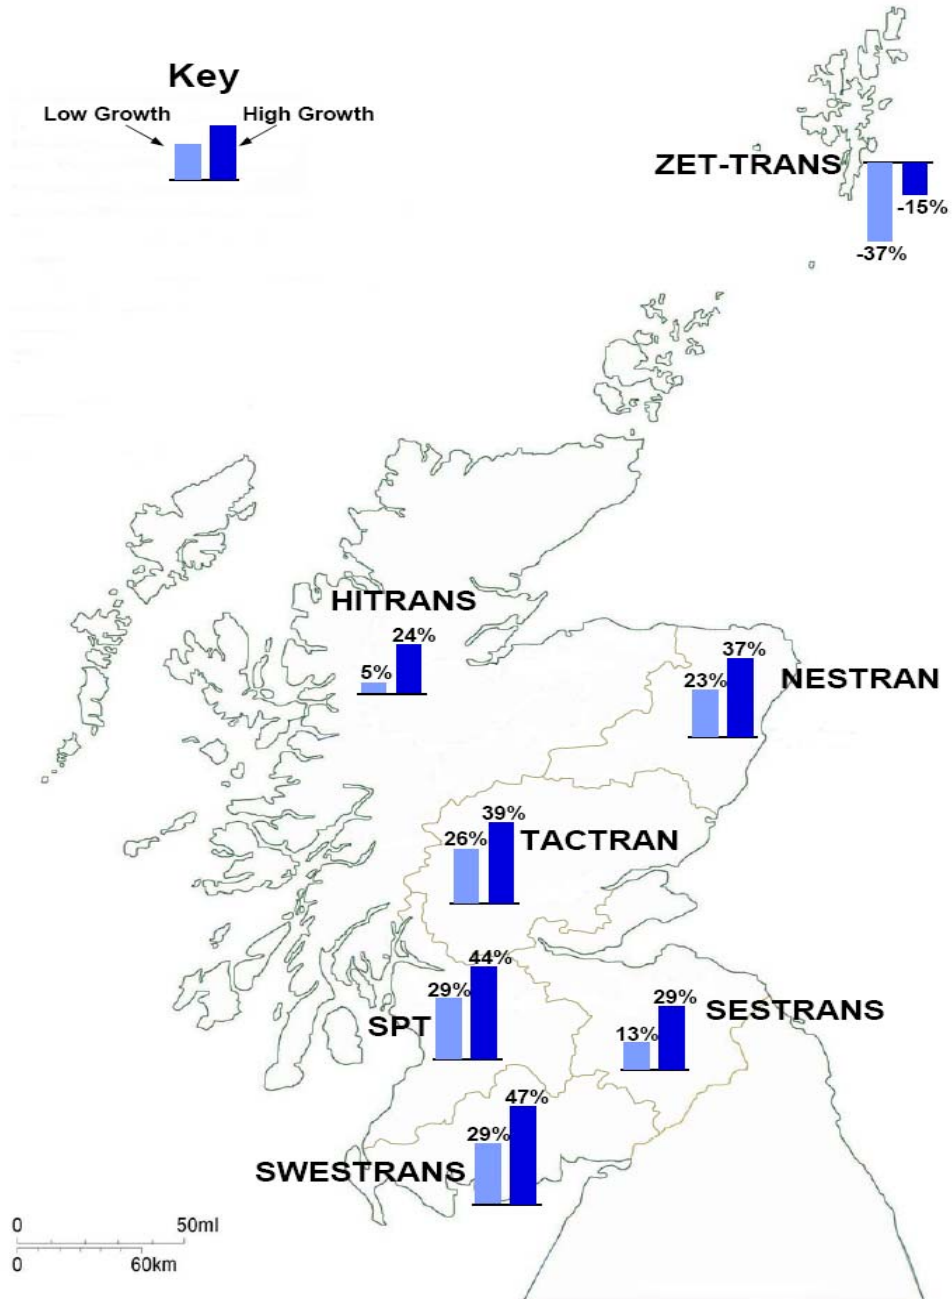 Key
Low Growth High Growth
ZET-TRANS
-15%
-37%
HITRANS
24%
5%
37%
NESTRAN
23%
39%
26%
TACTRAN
44%
29%
SPT
29%
SESTRANS
13%
47%
29%
SWESTRANS
0 50ml
0 60km